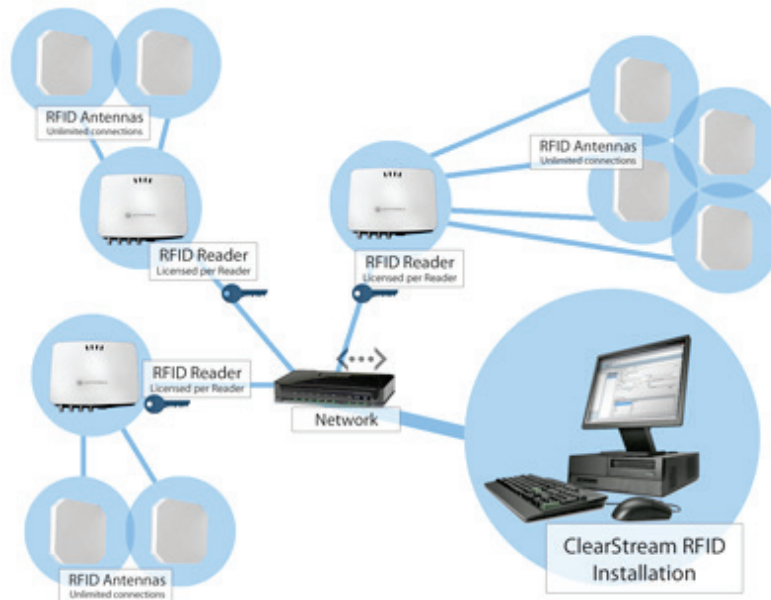 RFID Antennas
Unlimited connections
RFID Antennas
Unlimited connections
RFID Reader
Licensed per Reader
RFID Reader
Licensed per Reader
RFID Reader
Licensed per Reader
Network
ClearStream RFID
Installation
RFID Antennas
Unlimited connections